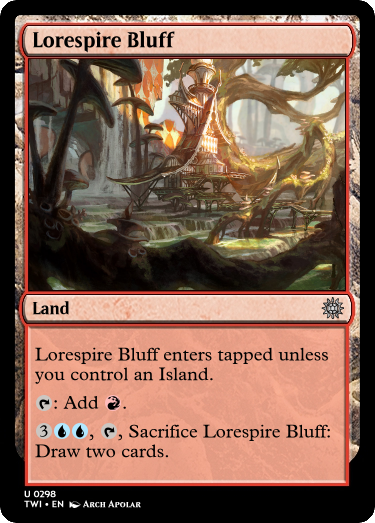 Lorespire Bluff
Land
Lorespire Bluff enters tapped unless
you control an Island.
: Add .
3, , Sacrifice Lorespire Bluff:
Draw two cards.
U 0298
TWI • EN Arch Apolar